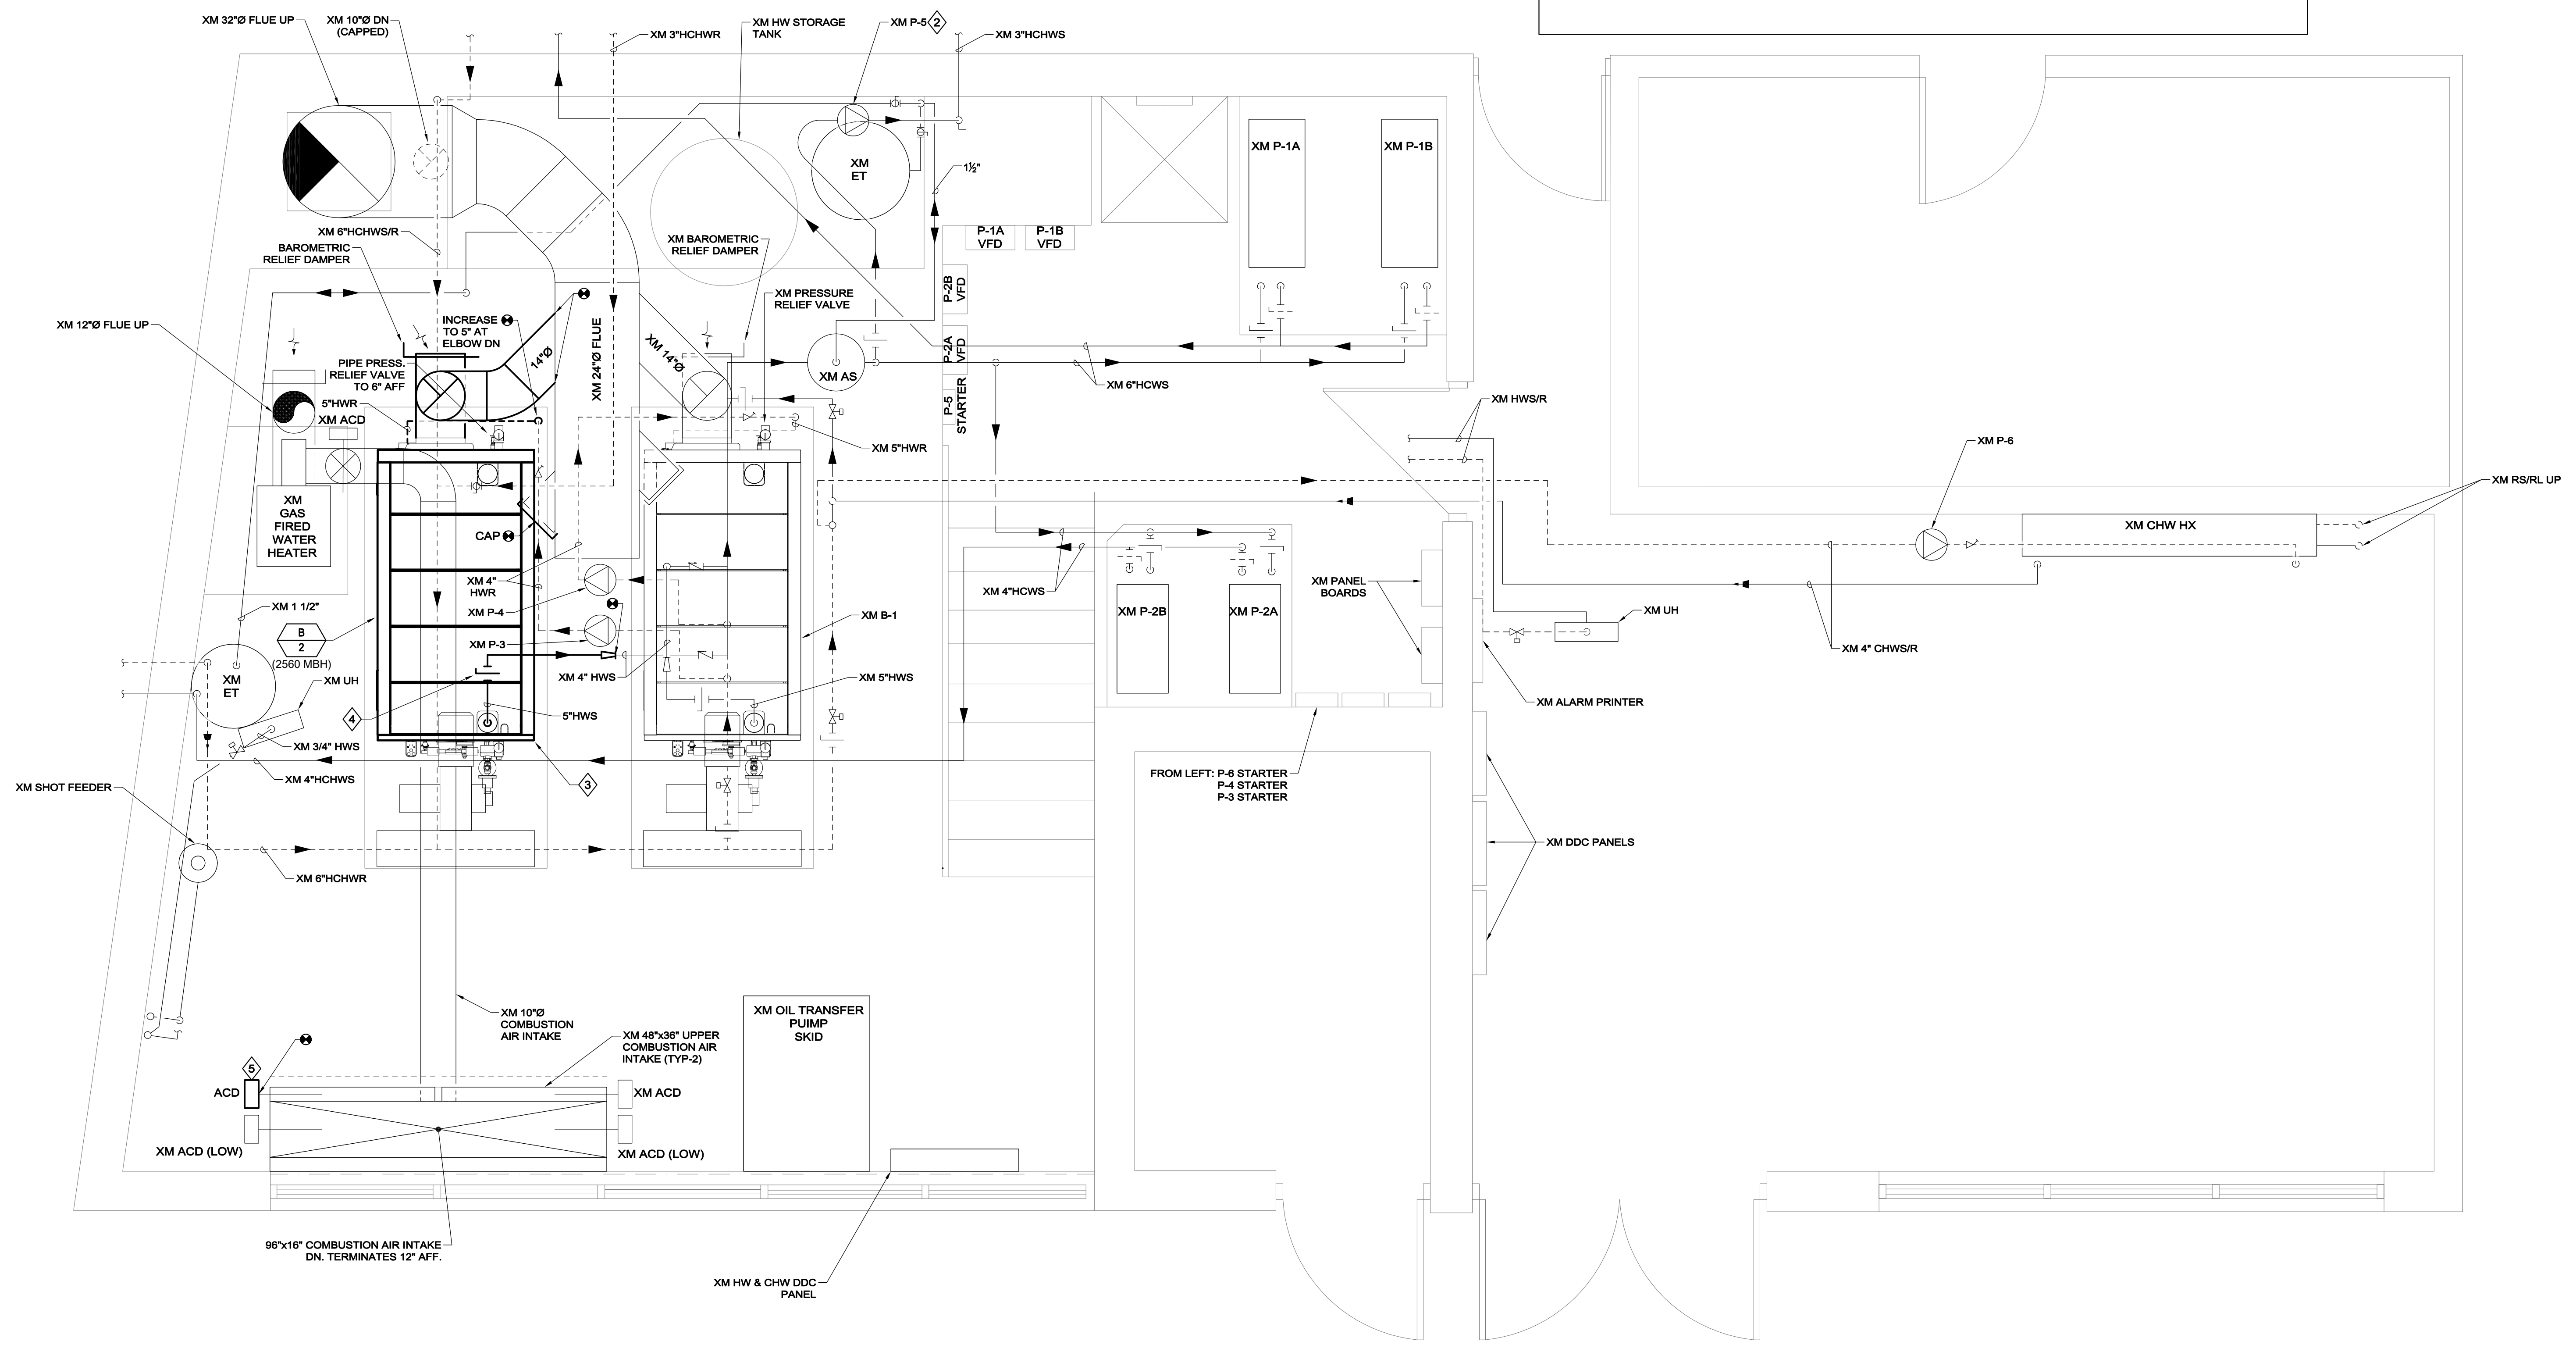 XM 32"Ø FLUE UP
XM 10"Ø DN
(CAPPED)
XM 3"HCHWR
XM HW STORAGE
TANK
XM P-5
2
XM 3"HCHWS
XM
ET
1½"
XM P-1A
XM P-1B
P-1A
VFD
P-1B
VFD
P-2B
VFD
P-2A
VFD
P-5
STARTER
XM 6"HCHWS/R
BAROMETRIC
RELIEF DAMPER
XM BAROMETRIC
RELIEF DAMPER
XM PRESSURE
RELIEF VALVE
XM 12"Ø FLUE UP
INCREASE
TO 5" AT
ELBOW DN
PIPE PRESS.
RELIEF VALVE
TO 6" AFF
14"Ø
XM 24"Ø FLUE
XM 14"Ø
XM AS
XM 6"HCWS
5"HWR
XM ACD
XM 5"HWR
XM HWS/R
XM P-6
XM RS/RL UP
XM
GAS
FIRED
WATER
HEATER
CAP
XM CHW HX
XM 4"
HWR
XM P-4
XM 4"HCWS
XM PANEL
BOARDS
XM 1 1/2"
XM P-2B
XM P-2A
XM B-1
XM UH
B
2
(2560 MBH)
XM P-3
XM 4" CHWS/R
XM
ET
XM UH
XM 4" HWS
XM 5"HWS
XM ALARM PRINTER
4
5"HWS
XM 3/4" HWS
XM 4"HCHWS
XM SHOT FEEDER
3
FROM LEFT: P-6 STARTER
P-4 STARTER
P-3 STARTER
XM DDC PANELS
XM 6"HCHWR
XM 10"Ø
COMBUSTION
AIR INTAKE
XM OIL TRANSFER
PUIMP
SKID
XM 48"x36" UPPER
COMBUSTION AIR
INTAKE (TYP-2)
5
ACD
XM ACD
XM ACD (LOW)
XM ACD (LOW)
96"x16" COMBUSTION AIR INTAKE
DN. TERMINATES 12" AFF.
XM HW & CHW DDC
PANEL